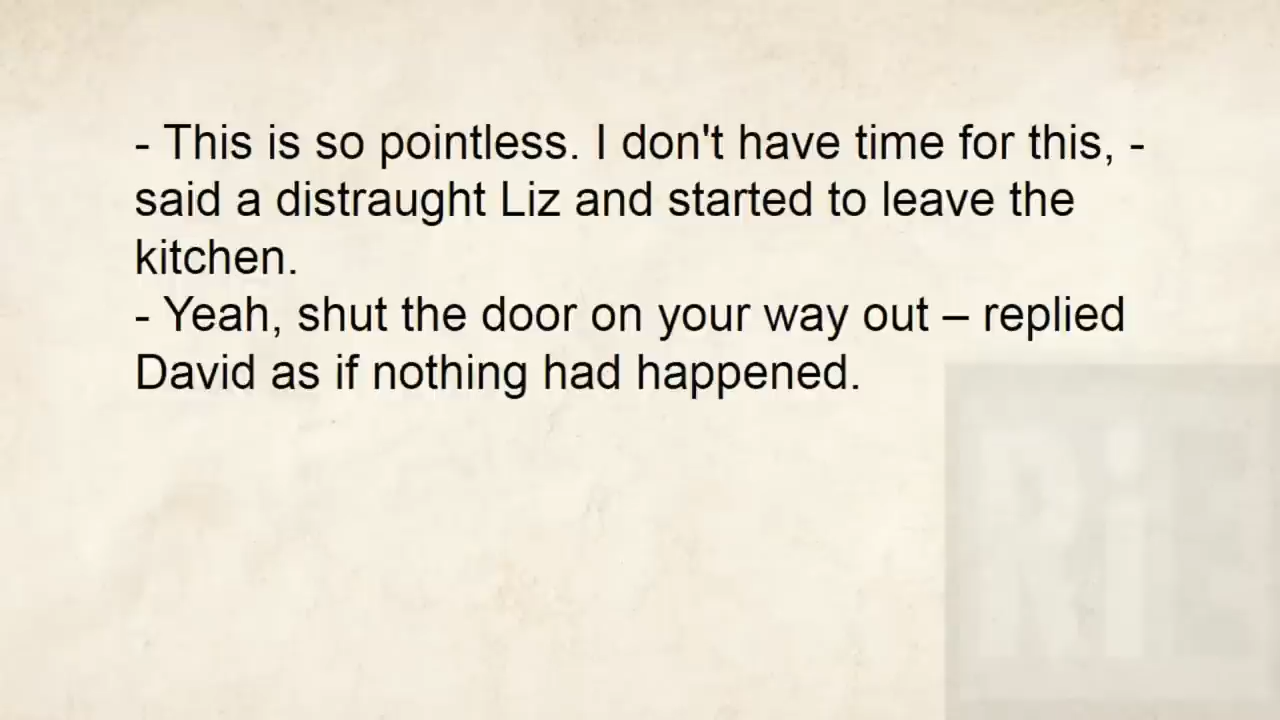 - This is so pointless. I don't have time for this, -
said a distraught Liz and started to leave the
kitchen.
- Yeah, shut the door on your way out – replied
David as if nothing had happened.
RiE